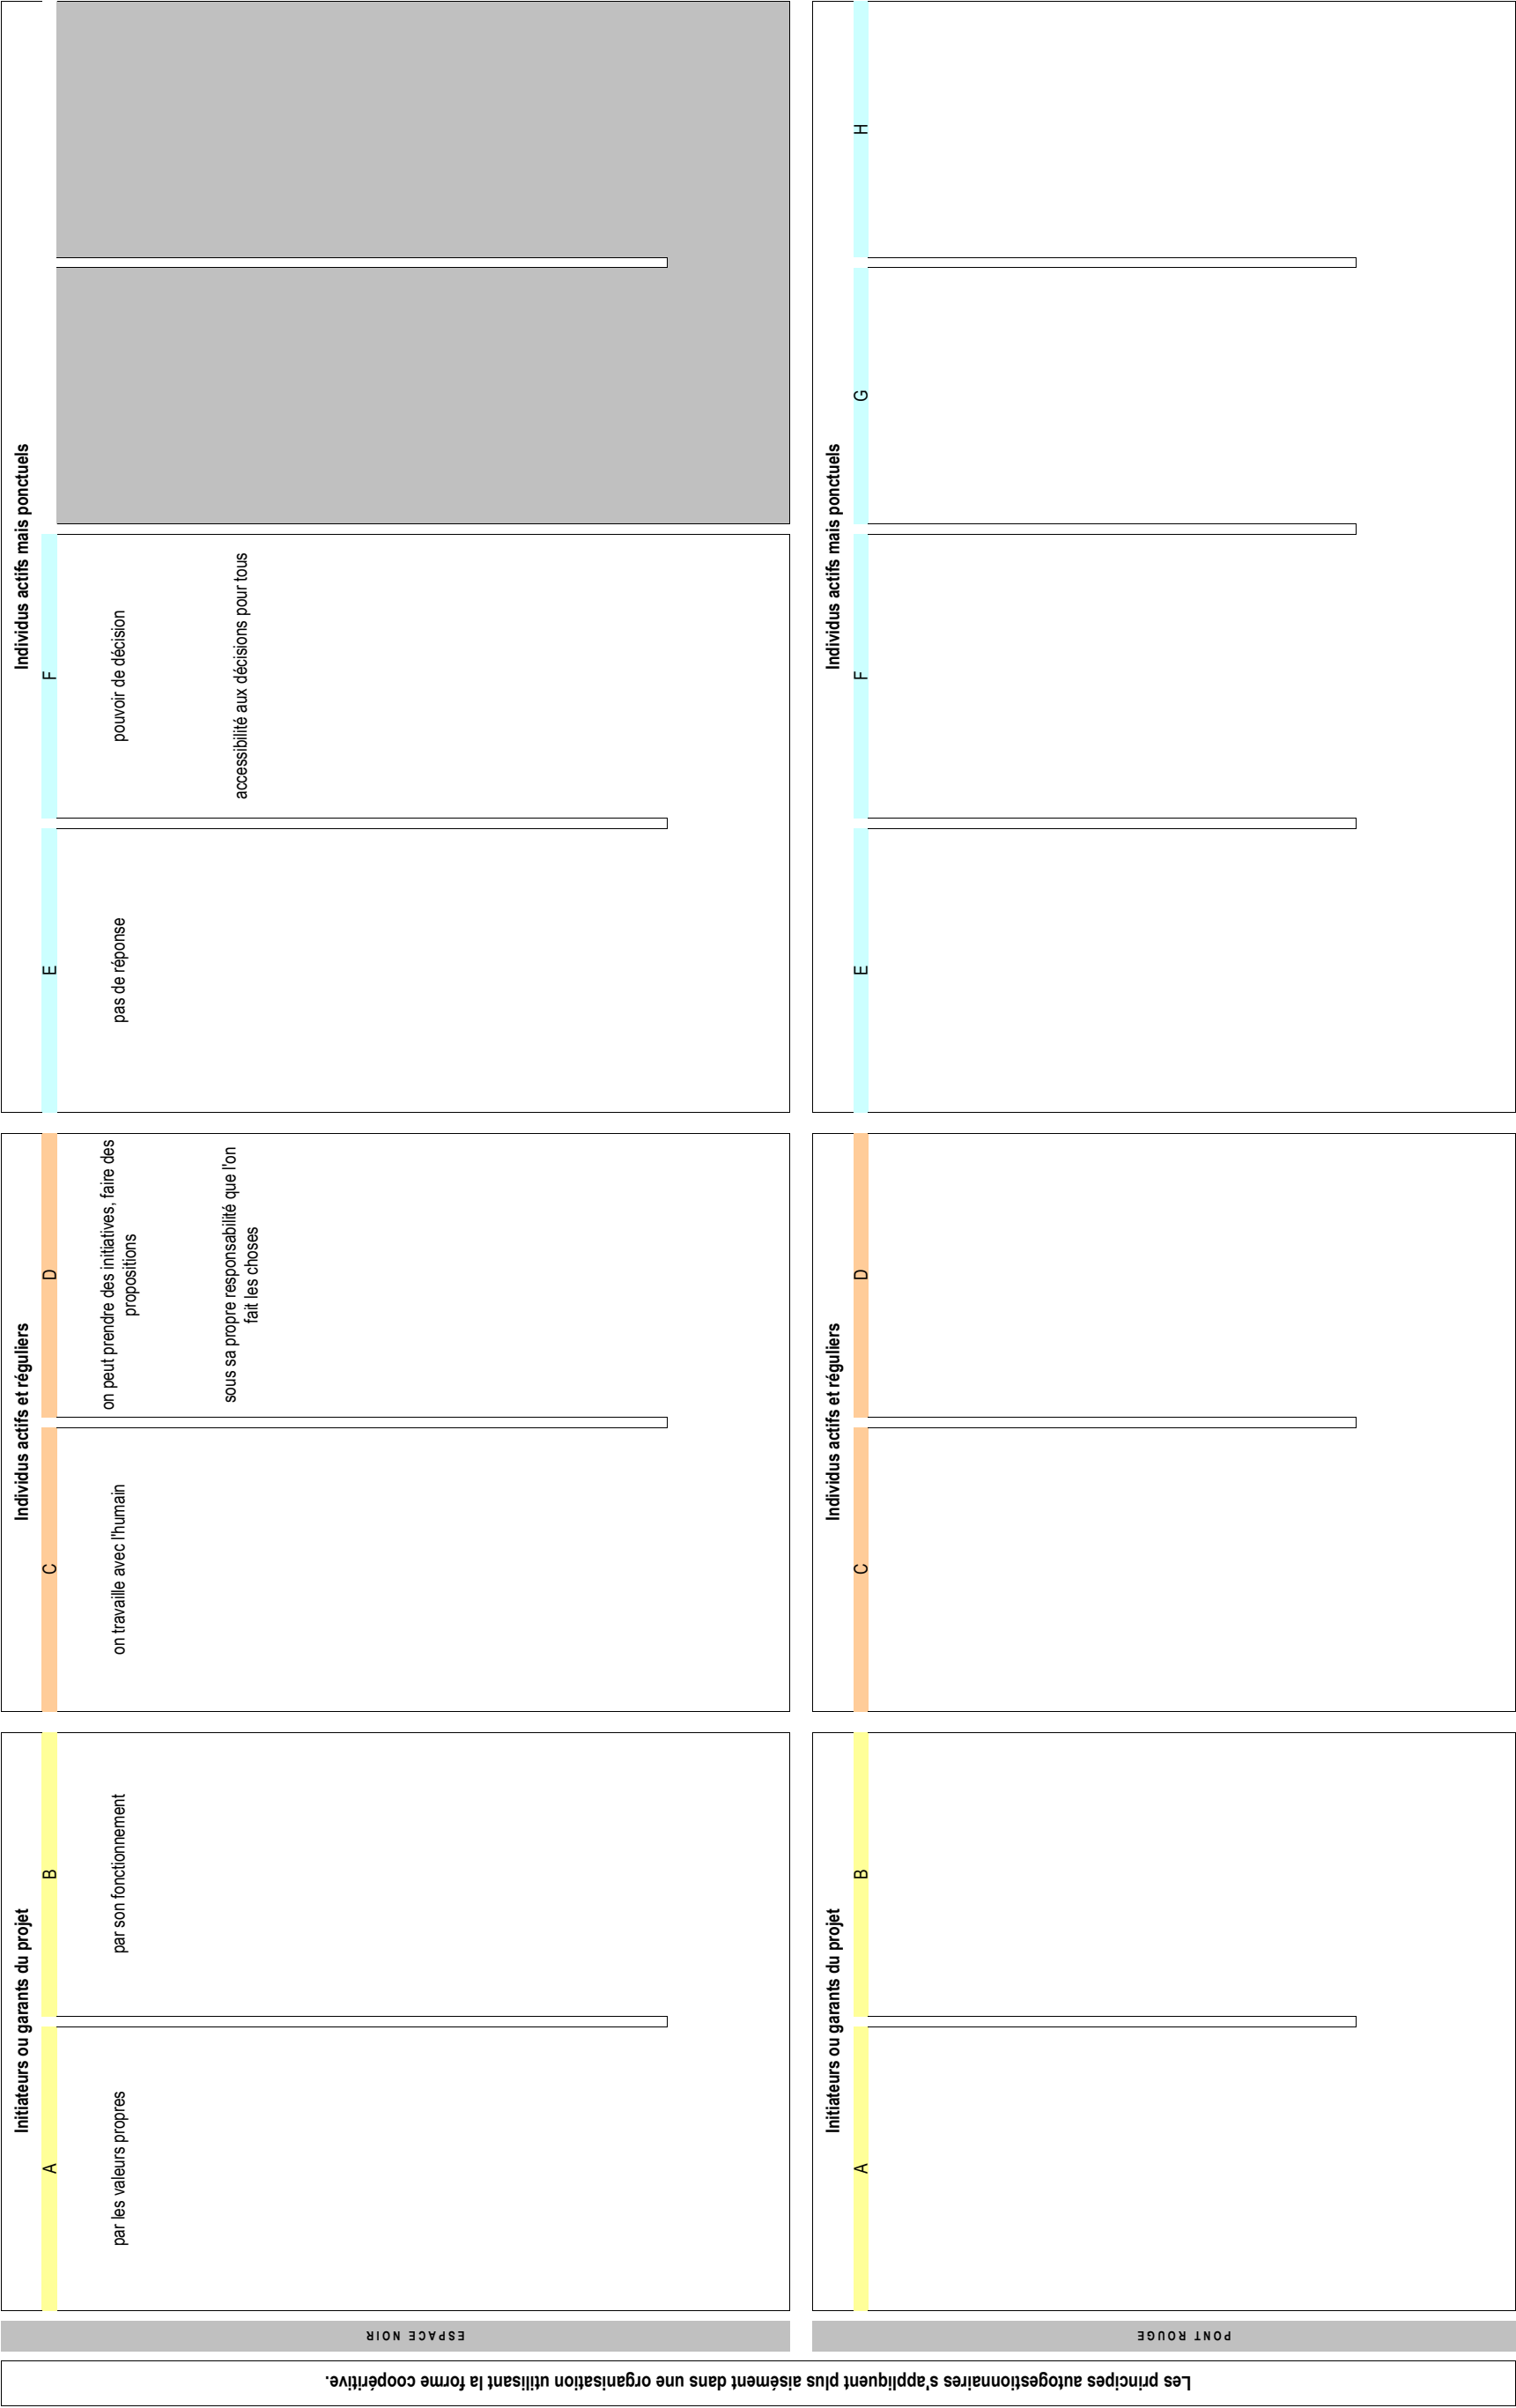 Les principes autogestionnaires s'appliquent plus aisément dans une organisation utilisant la forme coopéritive.
ESPACE NOIR
Initiateurs ou garants du projet
A
B
par les valeurs propres
par son fonctionnement
Individus actifs et réguliers
C
D
on travaille avec l'humain
on peut prendre des initiatives, faire des
propositions
sous sa propre responsabilité que l'on
fait les choses
Individus actifs mais ponctuels
E
F
pas de réponse
pouvoir de décision
accessibilité aux décisions pour tous
PONT ROUGE
Initiateurs ou garants du projet
A
B
Individus actifs et réguliers
C
D
Individus actifs mais ponctuels
E
F
G
H